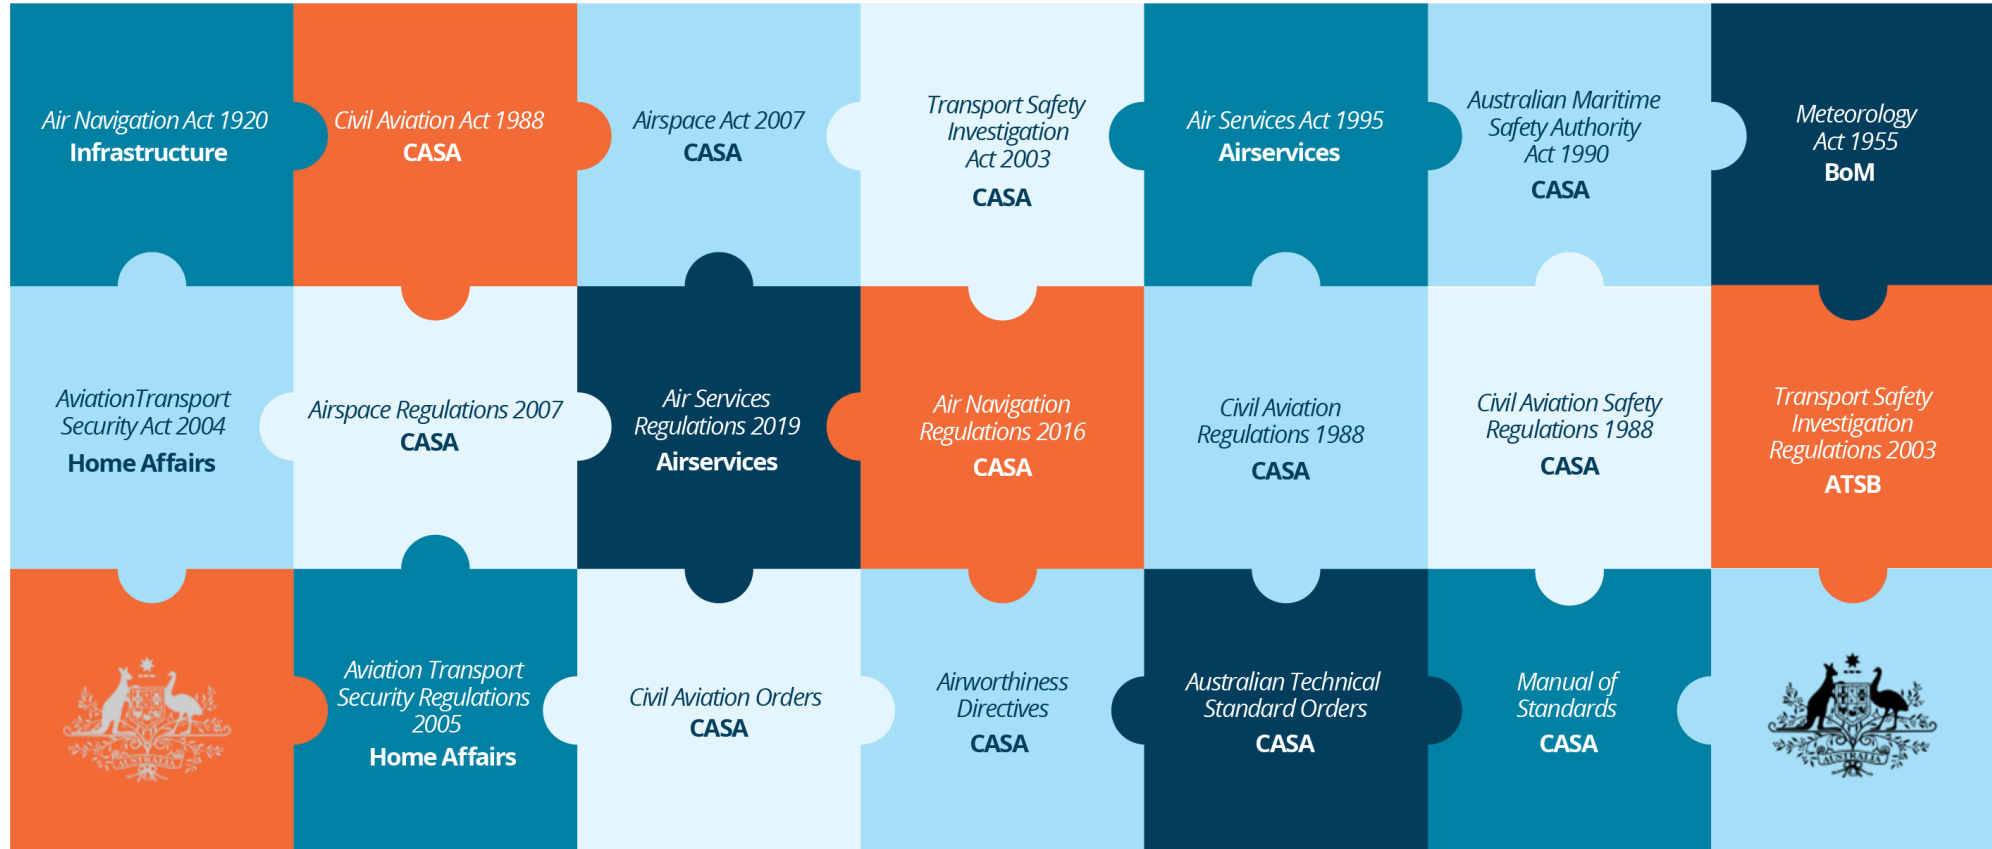 Air Navigation Act 1920
Infrastructure
Civil Aviation Act 1988
CASA
Airspace Act 2007
CASA
Transport Safety
Investigation
Act 2003
CASA
Air Services Act 1995
Airservices
Australian Maritime
Safety Authority
Act 1990
CASA
Meteorology
Act 1955
BoM
AviationTransport
Security Act 2004
Home Affairs
Airspace Regulations 2007
CASA
Air Services
Regulations 2019
Airservices
Air Navigation
Regulations 2016
CASA
Civil Aviation
Regulations 1988
CASA
Civil Aviation Safety
Regulations 1988
CASA
Transport Safety
Investigation
Regulations 2003
ATSB
AUSTRALIA
Aviation Transport
Security Regulations
2005
Home Affairs
Civil Aviation Orders
CASA
Airworthiness
Directives
CASA
Australian Technical
Standard Orders
CASA
Manual of
Standards
CASA
AUSTRALIA